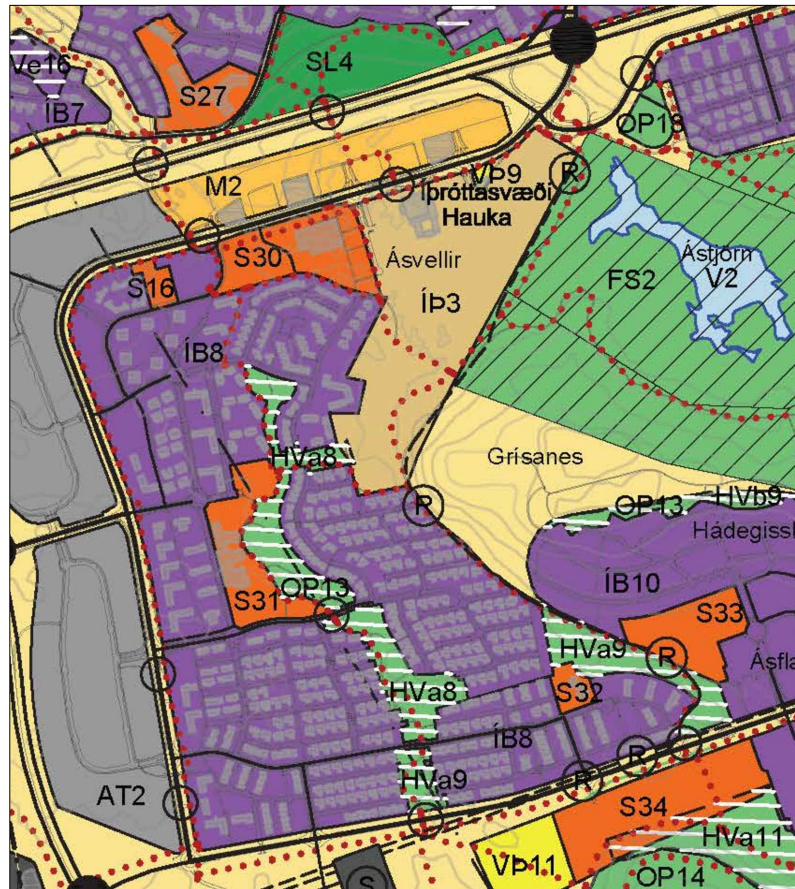 Ve16
SL4
S27
ÍB7
OP18
M2
VÞ9
R
Íþróttasvæði
Hauka
S30
Ásvellir
Ástjörn
S16
FS2
V2
ÍÞ3
ÍB8
HVa8
Grísanes
R
OP13
HVb9
OP13
ÍB10
S31
S33
HVa9
R
HVa8
S32
ÍB8
R
HVa9
R
AT2
S34
HVa11
VÞ11
S
OP14